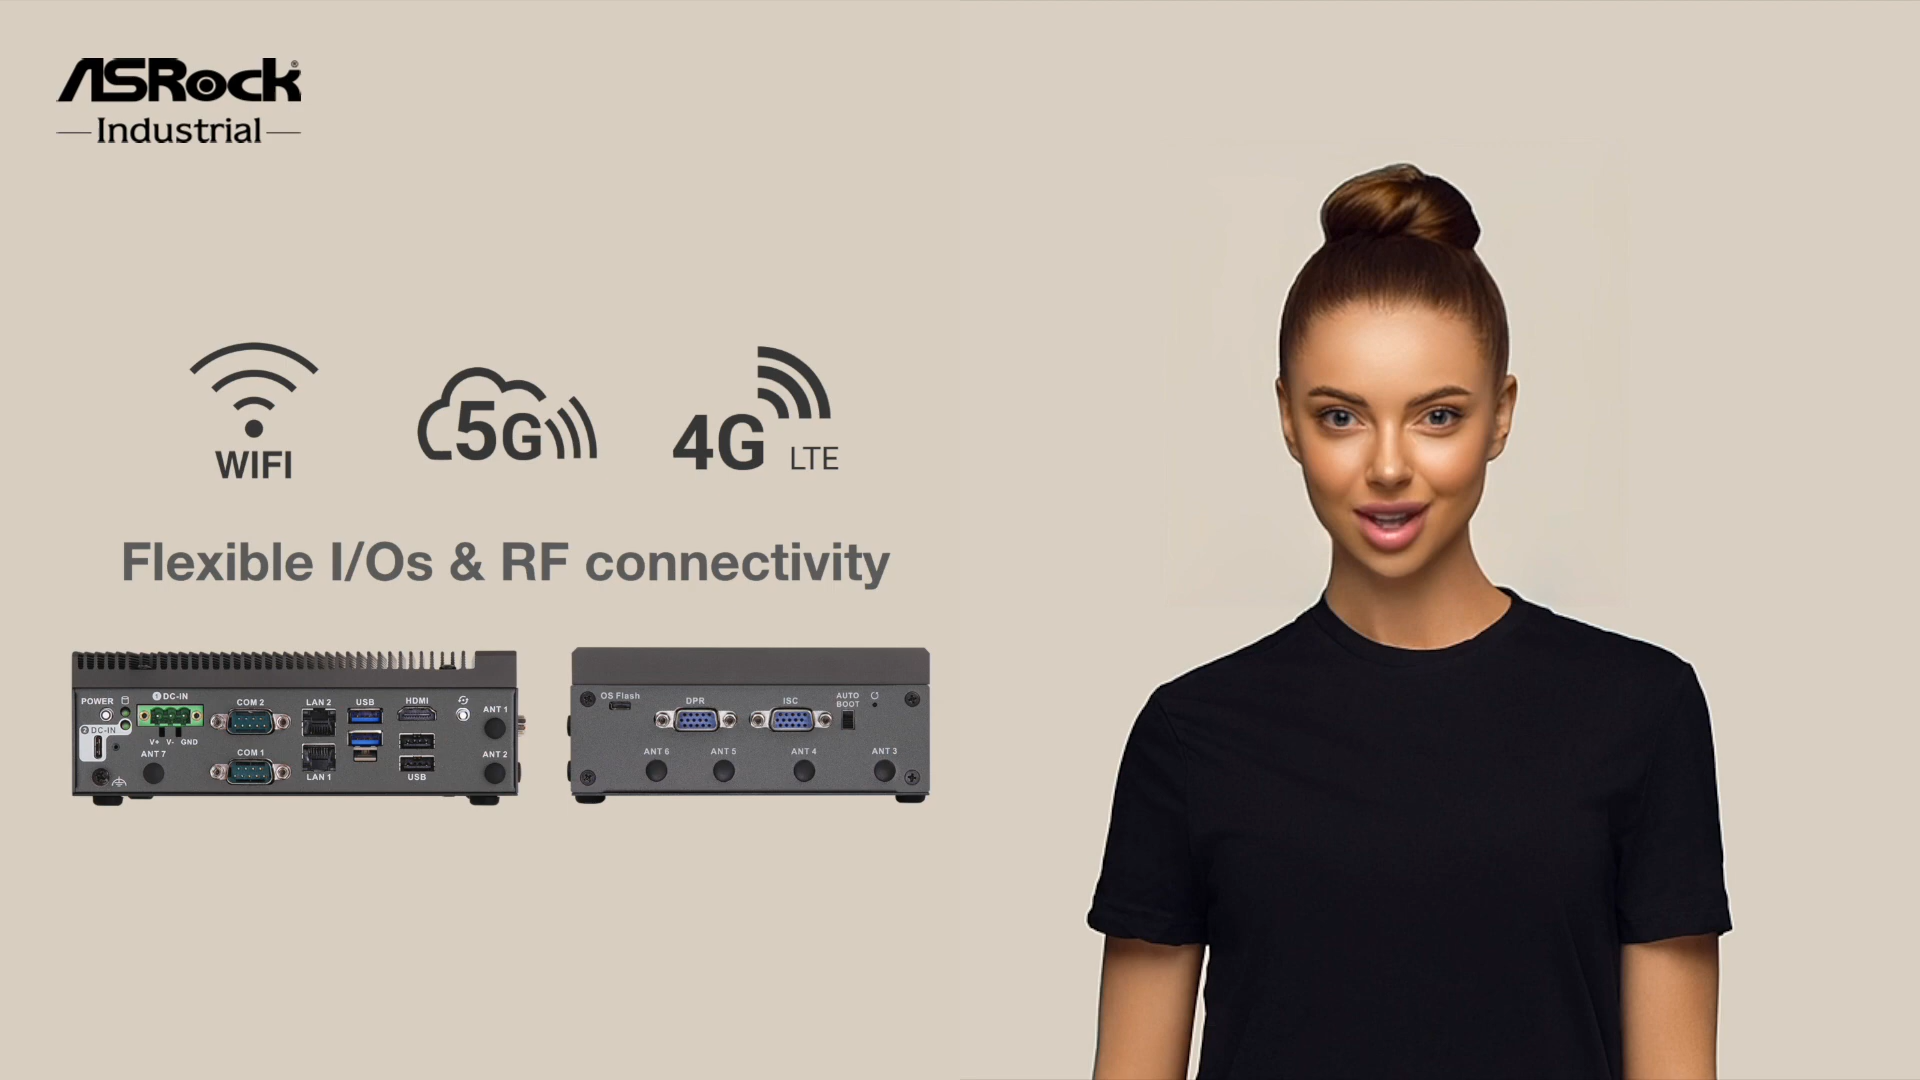 ASRock®
Industrial
WIFI
5G
4G LTE
Flexible I/Os & RF connectivity
POWER
1 DC-IN
2 DC-IN
V+ V- GND
ANT 7
COM 2
COM 1
LAN 2
LAN 1
USB
HDMI
USB
ANT 1
ANT 2
OS Flash
DPR
ISC
AUTO
BOOT
ANT 6
ANT 5
ANT 4
ANT 3